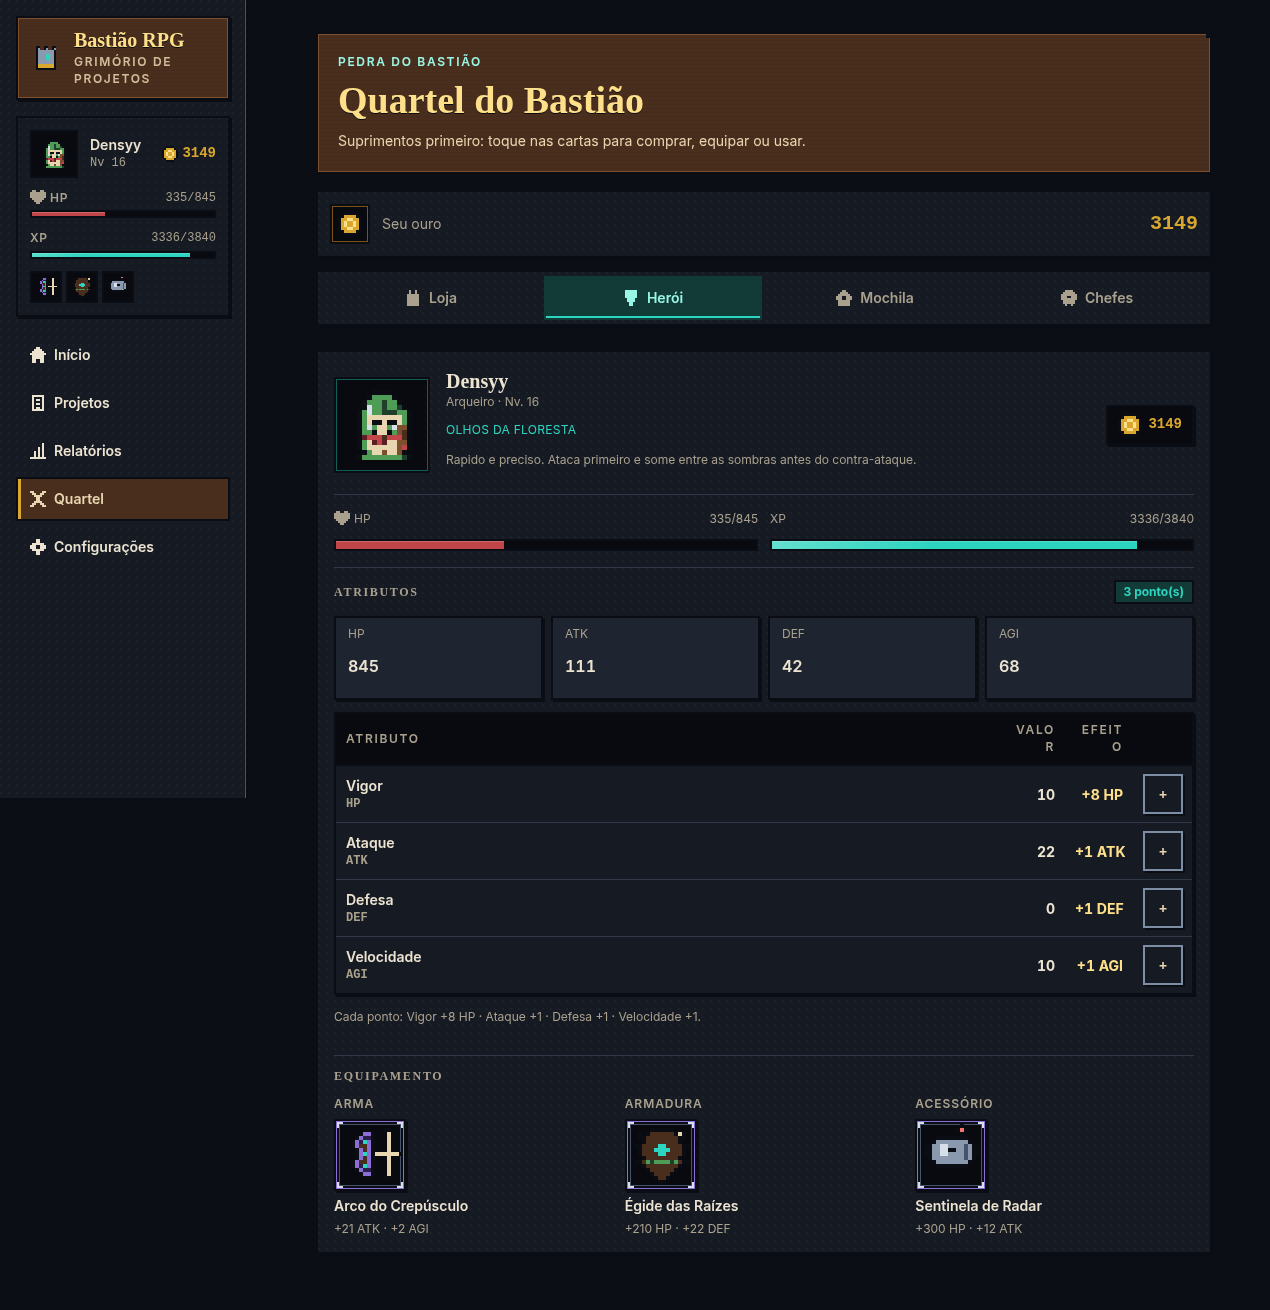 Bastião RPG
GRIMÓRIO DE
PROJETOS
Densyy
Nv 16
3149
HP 335/845
XP 3336/3840
Início
Projetos
Relatórios
Quartel
Configurações
PEDRA DO BASTIÃO
Quartel do Bastião
Suprimentos primeiro: toque nas cartas para comprar, equipar ou usar.
Seu ouro 3149
Loja Herói Mochila Chefes
Densyy
Arqueiro · Nv. 16
OLHOS DA FLORESTA
3149
Rapido e preciso. Ataca primeiro e some entre as sombras antes do contra-ataque.
HP 335/845 XP 3336/3840
ATRIBUTOS 3 ponto(s)
HP ATK DEF AGI
845 111 42 68
ATRIBUTO VALO
R EFEIT
O
Vigor
HP
10 +8 HP +
Ataque
ATK
22 +1 ATK +
Defesa
DEF
0 +1 DEF +
Velocidade
AGI
10 +1 AGI +
Cada ponto: Vigor +8 HP · Ataque +1 · Defesa +1 · Velocidade +1.
EQUIPAMENTO
ARMA ARMADURA ACESSÓRIO
Arco do Crepúsculo Égide das Raízes Sentinela de Radar
+21 ATK · +2 AGI +210 HP · +22 DEF +300 HP · +12 ATK